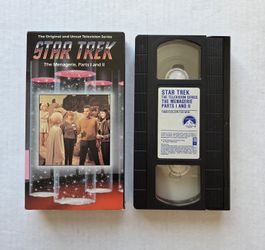 The Original and Uncut Television Series
STAR TREK
The Menagerie, Parts I and II
STAR TREK
THE TELEVISION SERIES
THE MENAGERIE
PARTS I AND II